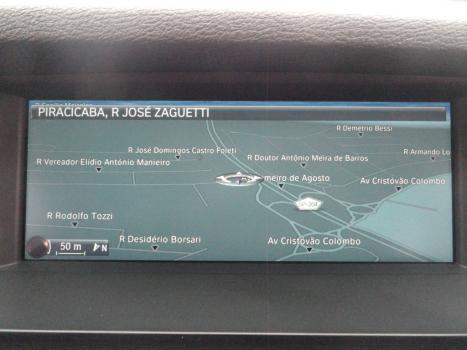 PIRACICABA, R JOSÉ ZAGUETTI
R Demetrio Bessi
R José Domingos Castro Foleti
R Armando Lo
R Doutor Antônio Meira de Barros
R Vereador Elídio Antônio Manieiro
meiro de Agosto
Av Cristóvão Colombo
SP-304
R Rodolfo Tozzi
R Desidério Borsari
Av Cristóvão Colombo
50 m N